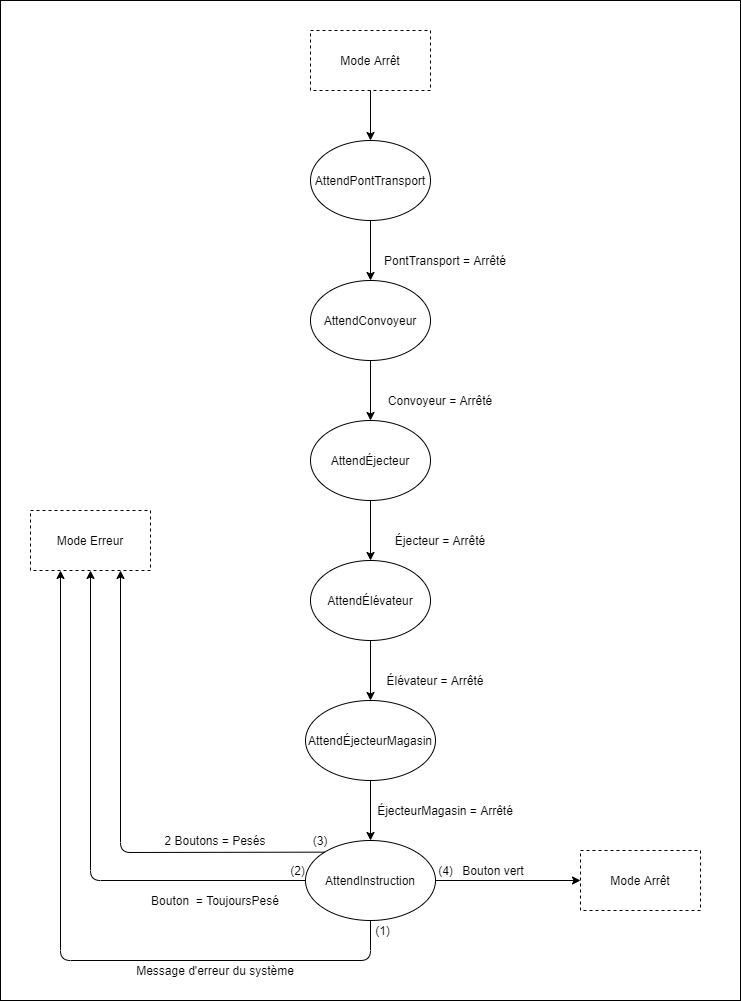 Mode Arrêt
AttendPontTransport
PontTransport = Arrêté
AttendConvoyeur
Convoyeur = Arrêté
AttendÉjecteur
Éjecteur = Arrêté
Mode Erreur
AttendÉlévateur
Élévateur = Arrêté
AttendÉjecteurMagasin
ÉjecteurMagasin = Arrêté
2 Boutons = Pesés
(3)
(2)
AttendInstruction
(4) Bouton vert
Mode Arrêt
Bouton = ToujoursPesé
(1)
Message d'erreur du système